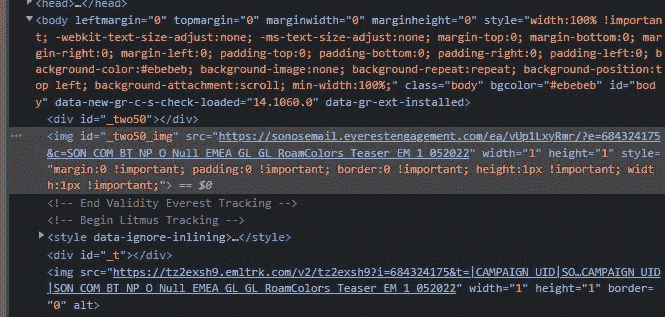 ▶<head>…</head>
▼<body leftmargin="0" topmargin="0" marginwidth="0" marginheight="0" style="width:100% !importan
t; -webkit-text-size-adjust:none; -ms-text-size-adjust:none; margin-top:0; margin-bottom:0; mar
gin-right:0; margin-left:0; padding-top:0; padding-bottom:0; padding-right:0; padding-left:0; b
ackground-color:#ebebeb; background-image:none; background-repeat:repeat; background-position:t
op left; background-attachment:scroll; min-width:100%;" class="body" bgcolor="#ebebeb" id="bod
y" data-new-gr-c-s-check-loaded="14.1060.0" data-gr-ext-installed>
<div id="_two50"></div>
… <img id="_two50_img" src="https://sonosemail.everestengagement.com/ea/vUp1LxyRmr/?e=684324175
&c=SON_COM_BT_NP_O_Null_EMEA_GL_GL_RoamColors_Teaser_EM_1_052022" width="1" height="1" style=
"margin:0 !important; padding:0 !important; border:0 !important; height:1px !important; widt
h:1px !important;"> == $0
<!-- End Validity Everest Tracking -->
<!-- Begin Litmus Tracking -->
▶<style data-ignore-inlining>…</style>
<div id="_t"></div>
<img src="https://tz2exsh9.emltrk.com/v2/tz2exsh9?i=684324175&t=|CAMPAIGN_UID|SO…CAMPAIGN_UID
|SON_COM_BT_NP_O_Null_EMEA_GL_GL_RoamColors_Teaser_EM_1_052022" width="1" height="1" border=
"0" alt>